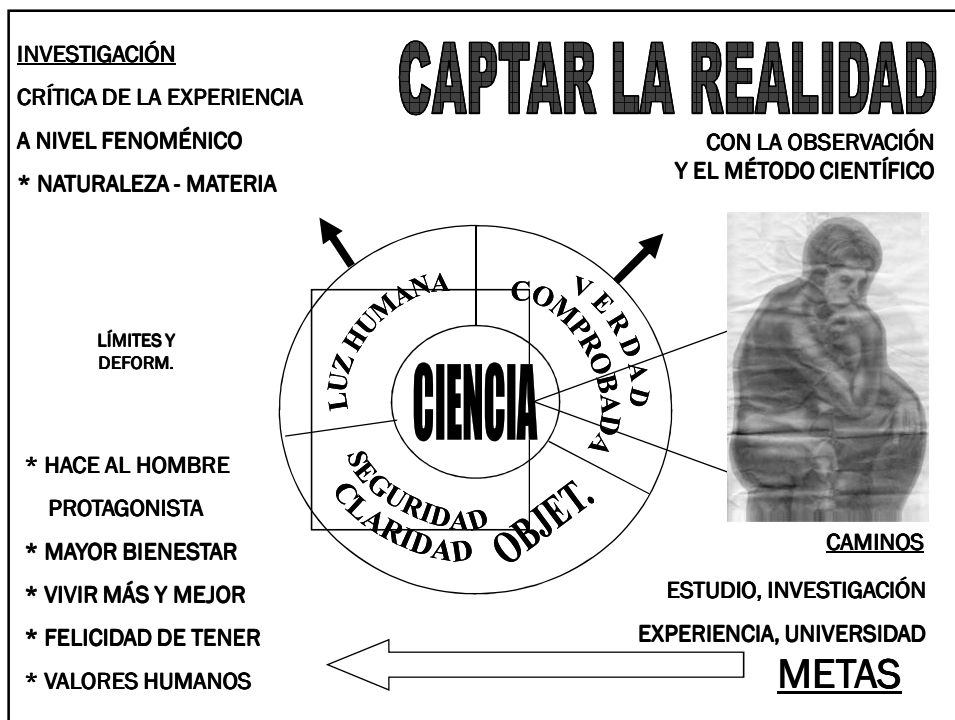 INVESTIGACIÓN
CRÍTICA DE LA EXPERIENCIA
A NIVEL FENOMÉNICO
* NATURALEZA - MATERIA
CAPTAR LA REALIDAD
CON LA OBSERVACIÓN
Y EL MÉTODO CIENTÍFICO
LÍMITES Y
DEFORM.
LUZ HUMANA
VERDAD
COMPROBADA
CIENCIA
SEGURIDAD
CLARIDAD
OBJET.
* HACE AL HOMBRE
PROTAGONISTA
* MAYOR BIENESTAR
* VIVIR MÁS Y MEJOR
* FELICIDAD DE TENER
* VALORES HUMANOS
CAMINOS
ESTUDIO, INVESTIGACIÓN
EXPERIENCIA, UNIVERSIDAD
METAS